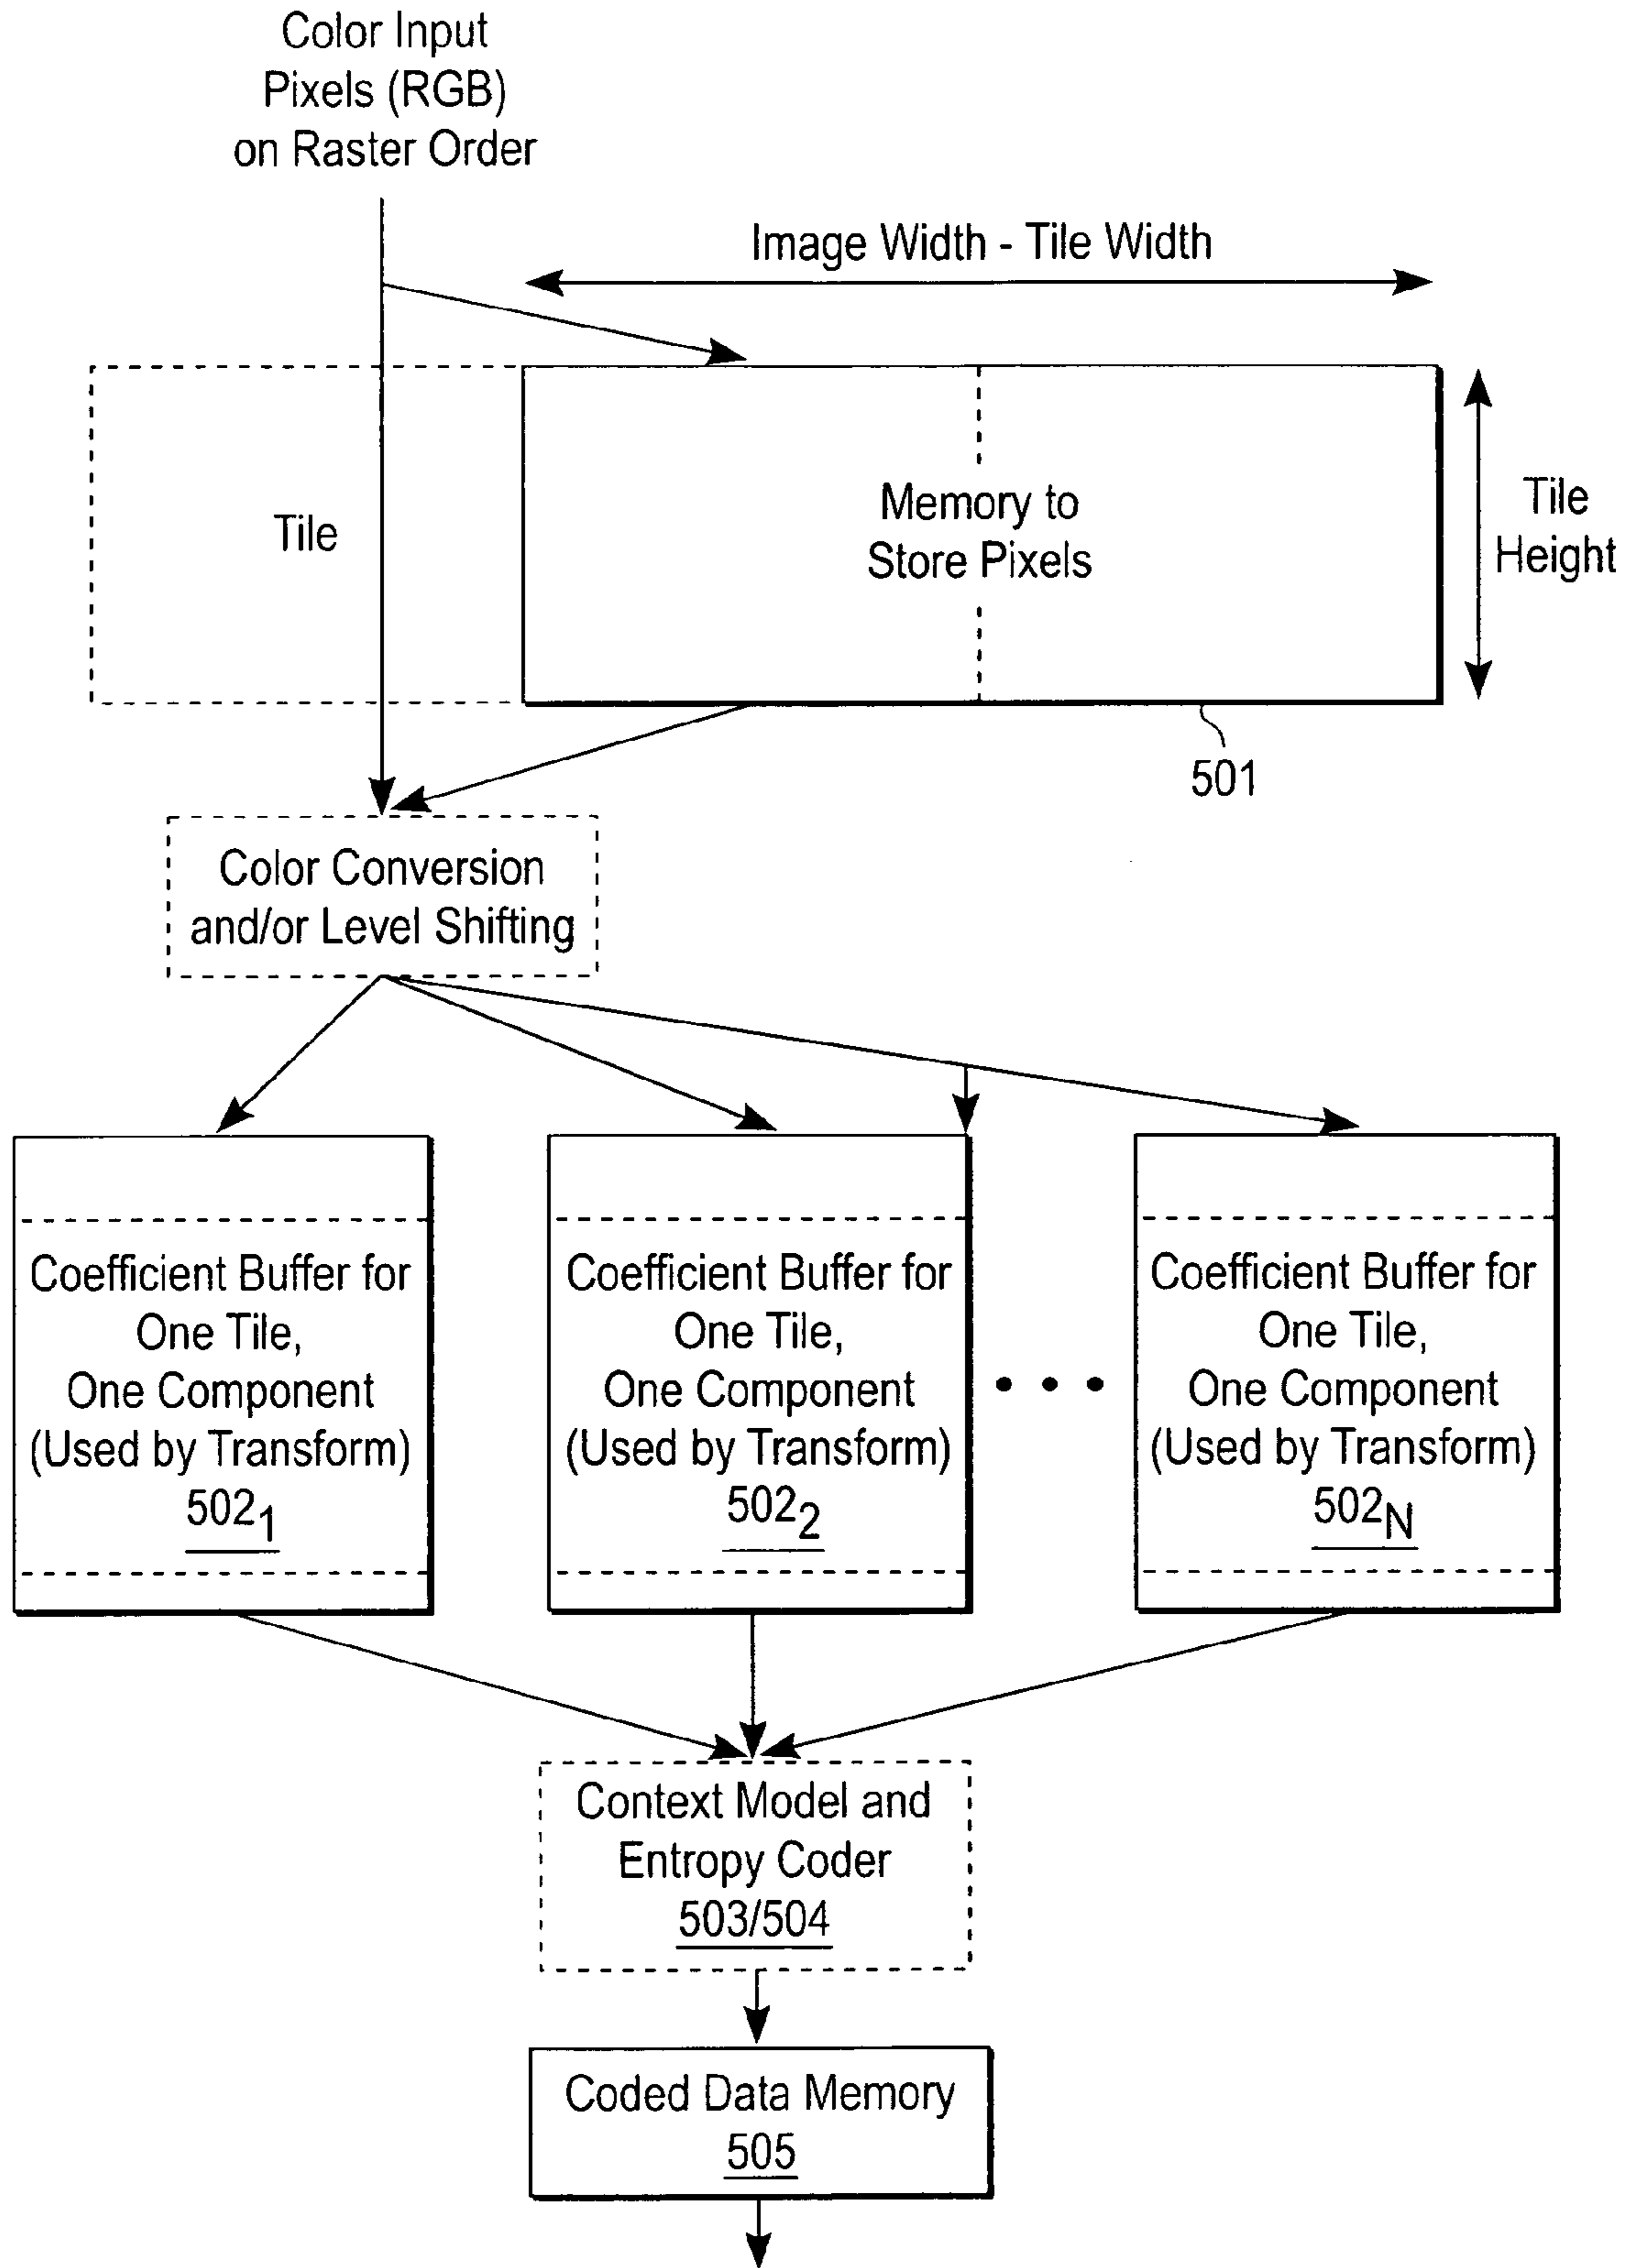 Color Input
Pixels (RGB)
on Raster Order
Image Width - Tile Width
Tile
Memory to
Store Pixels
Tile
Height
501
Color Conversion
and/or Level Shifting
Coefficient Buffer for
One Tile,
One Component
(Used by Transform)
502₁
Coefficient Buffer for
One Tile,
One Component
(Used by Transform)
502₂
• • •
Coefficient Buffer for
One Tile,
One Component
(Used by Transform)
502N
Context Model and
Entropy Coder
503/504
Coded Data Memory
505